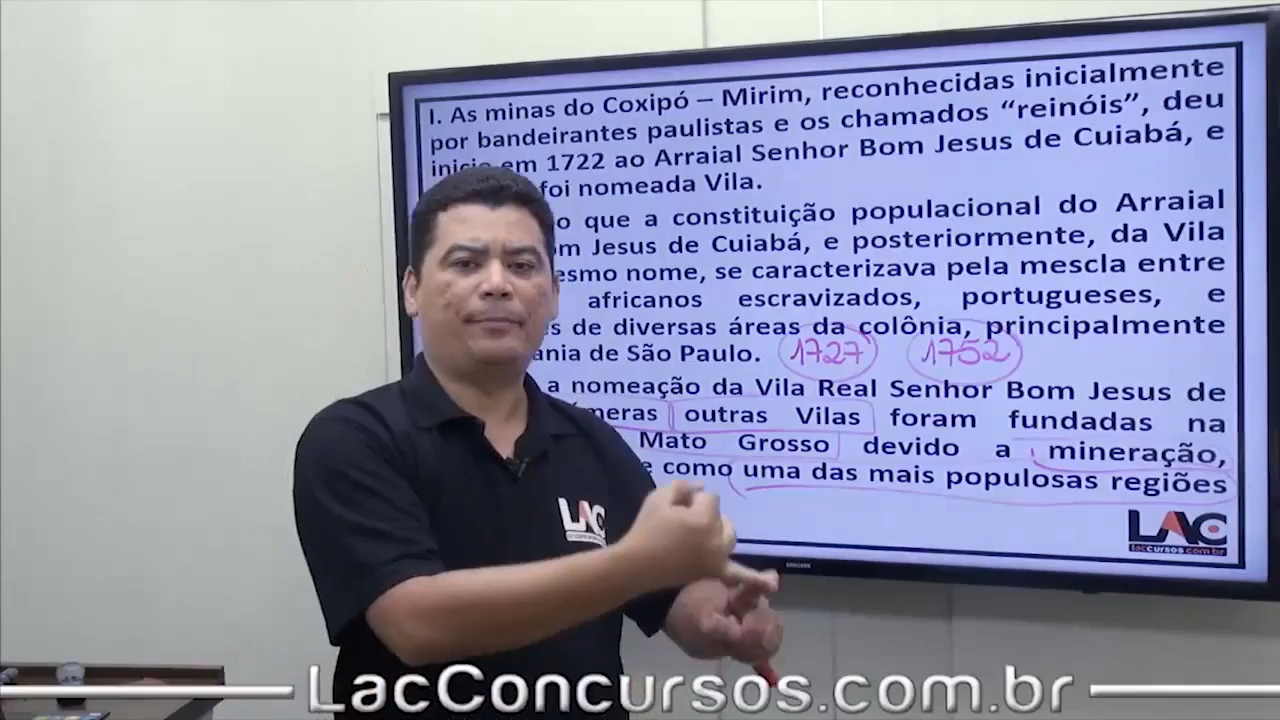 I. As minas do Coxipó – Mirim, reconhecidas inicialmente
por bandeirantes paulistas e os chamados “reinóis”, deu
em 1722 ao Arraial Senhor Bom Jesus de Cuiabá, e
foi nomeada Vila.
que a constituição populacional do Arraial
Jesus de Cuiabá, e posteriormente, da Vila
nome, se caracterizava pela mescla entre
africanos escravizados, portugueses, e
de diversas áreas da colônia, principalmente
de São Paulo. 1727 1752
a nomeação da Vila Real Senhor Bom Jesus de
outras Vilas foram fundadas na
Mato Grosso devido a mineração,
como uma das mais populosas regiões
LAC
laccursos.com.br
LAC
LacConcursos.com.br